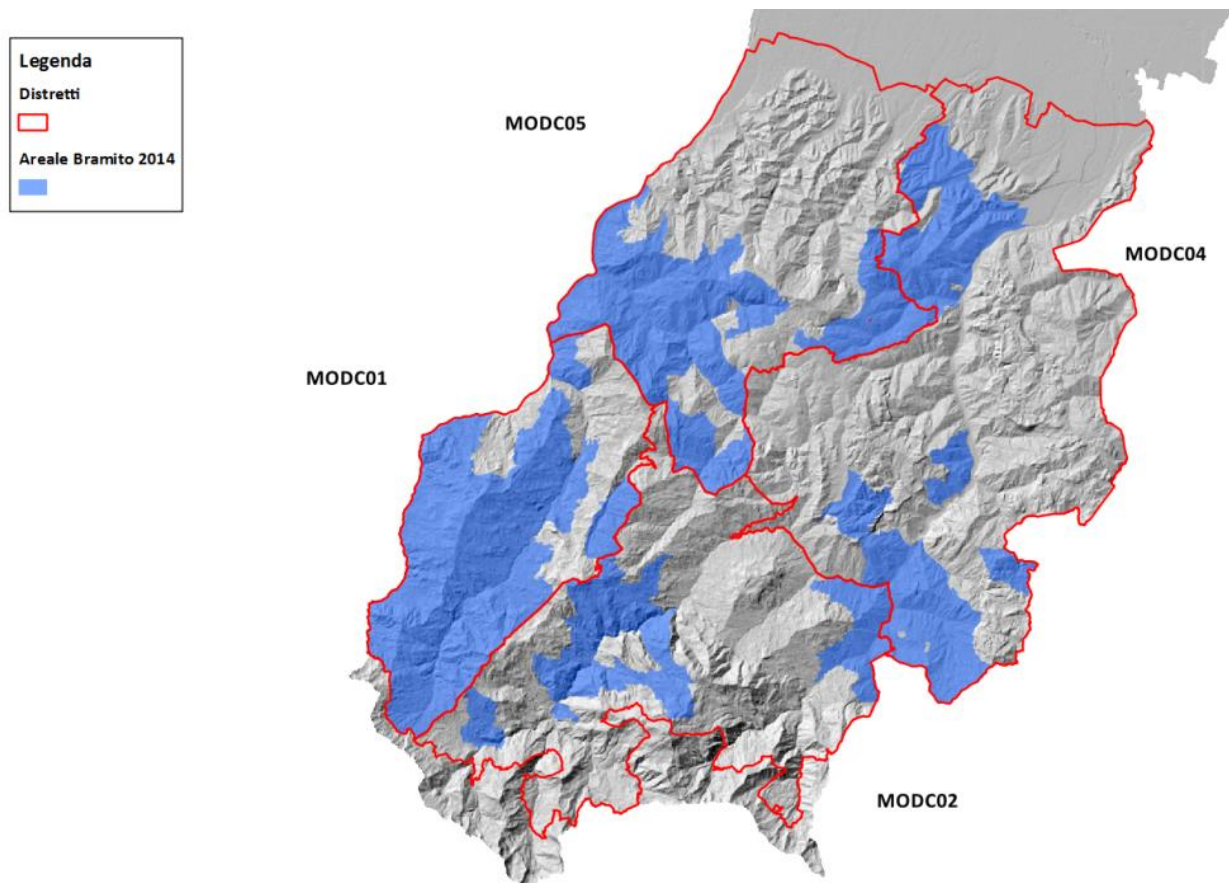 Legenda
Distretti
Areale Bramito 2014
MODC05
MODC04
MODC01
MODC02